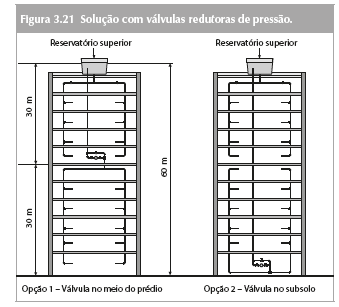 Figura 3.21 Solução com válvulas redutoras de pressão.
Reservatório superior
Reservatório superior
30 m
60 m
30 m
Opção 1 – Válvula no meio do prédio
Opção 2 – Válvula no subsolo